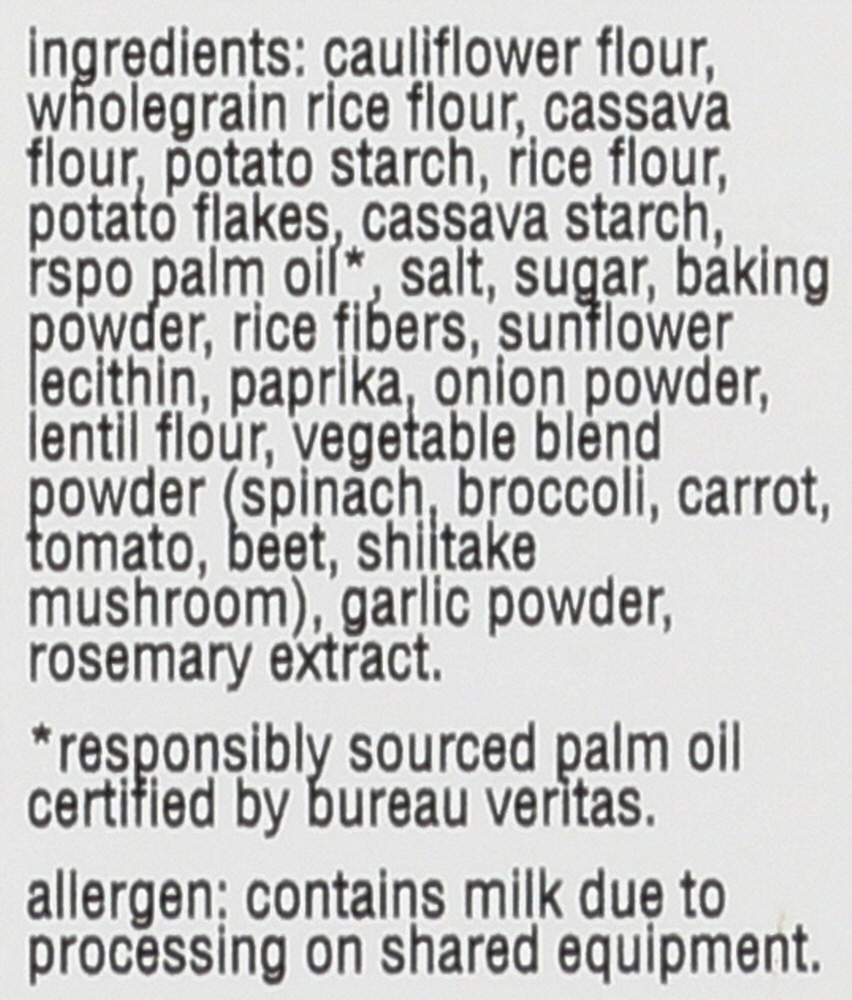 ingredients: cauliflower flour,
wholegrain rice flour, cassava
flour, potato starch, rice flour,
potato flakes, cassava starch,
rspo palm oil*, salt, sugar, baking
powder, rice fibers, sunflower
lecithin, paprika, onion powder,
lentil flour, vegetable blend
powder (spinach, broccoli, carrot,
tomato, beet, shiitake
mushroom), garlic powder,
rosemary extract.
*responsibly sourced palm oil
certified by bureau veritas.
allergen: contains milk due to
processing on shared equipment.